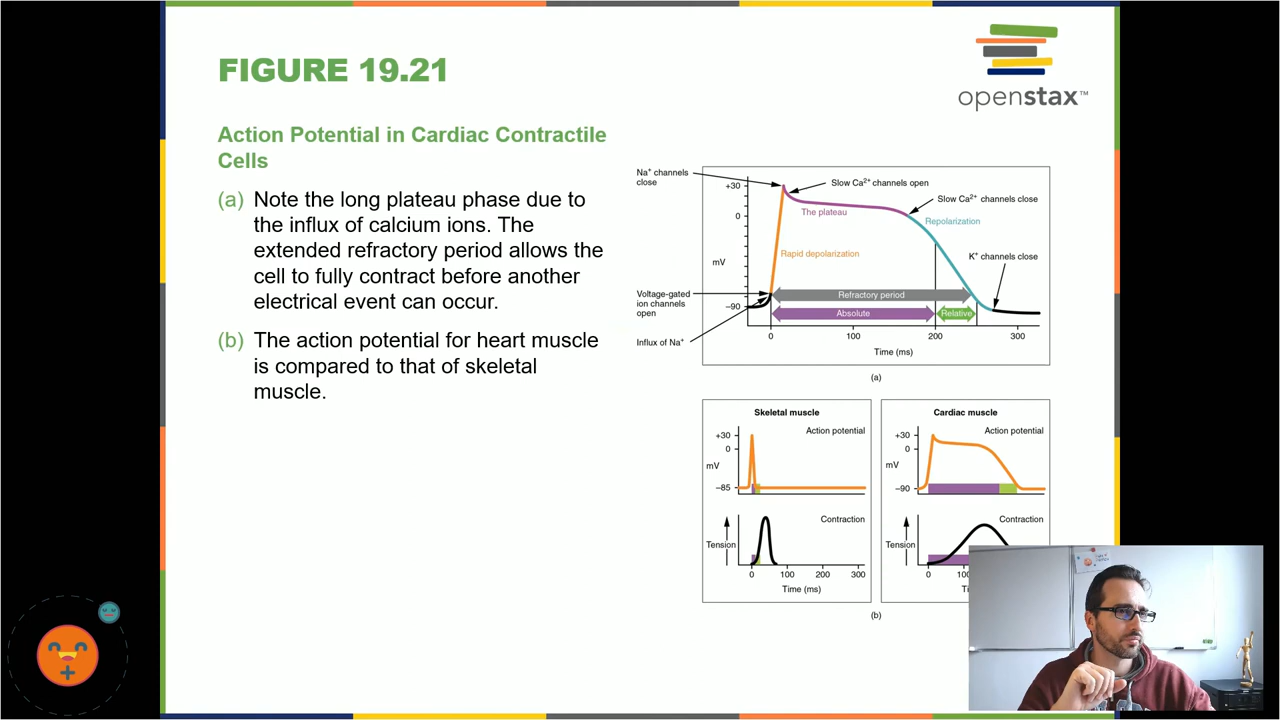 FIGURE 19.21
openstax™
Action Potential in Cardiac Contractile
Cells
(a) Note the long plateau phase due to
the influx of calcium ions. The
extended refractory period allows the
cell to fully contract before another
electrical event can occur.
(b) The action potential for heart muscle
is compared to that of skeletal
muscle.
Na⁺ channels
close
+30
Slow Ca²⁺ channels open
Slow Ca²⁺ channels close
0
The plateau
Repolarization
Rapid depolarization
K⁺ channels close
mV
Voltage-gated
ion channels
open
Refractory period
−90
Absolute
Relative
Influx of Na⁺
0 100 200 300
Time (ms)
(a)
Skeletal muscle
Action potential
+30
0
mV
−85
Contraction
Tension
0 100 200 300
Time (ms)
Cardiac muscle
Action potential
+30
0
mV
−90
Contraction
Tension
0
(b)